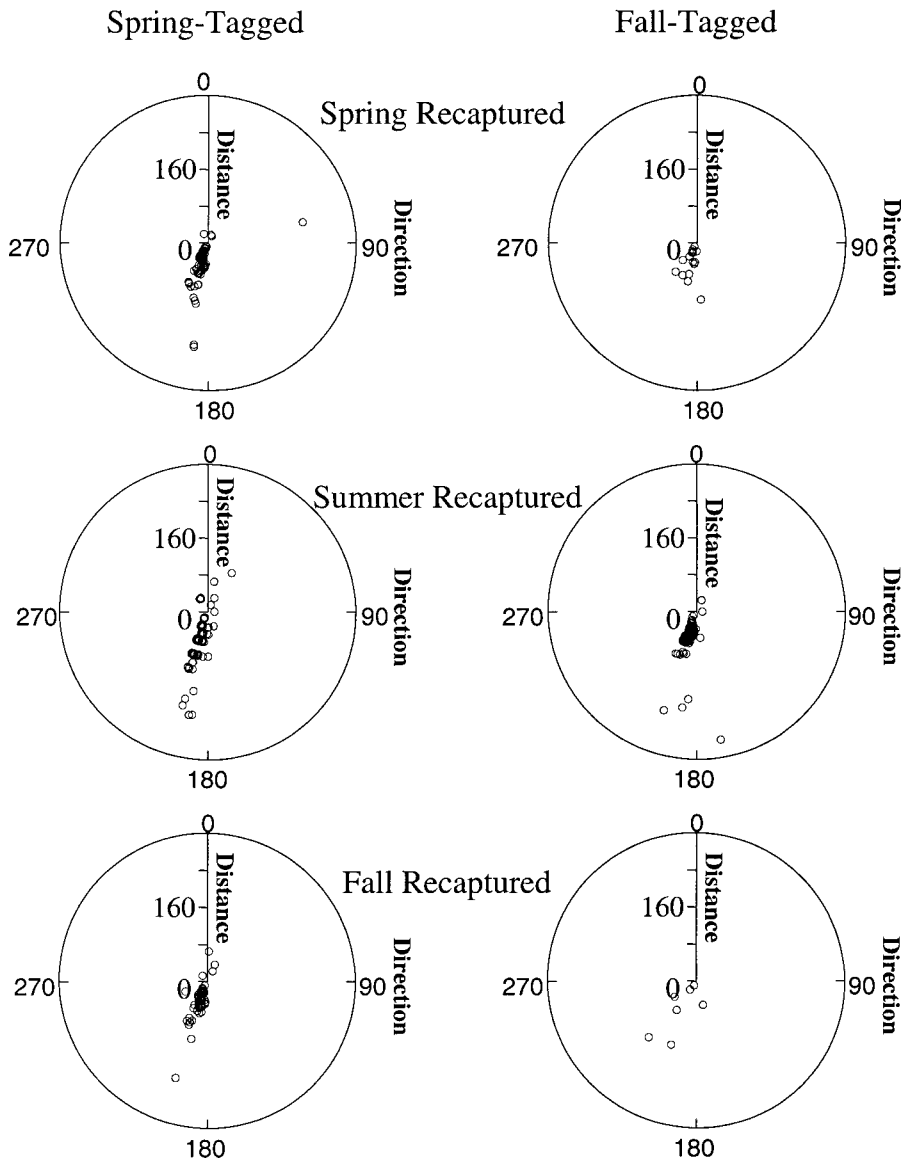 Spring-Tagged
Fall-Tagged
0
0
Spring Recaptured
Distance
Distance
160
160
270
0
90
Direction
270
0
90
Direction
180
180
0
0
Summer Recaptured
Distance
Distance
160
160
270
0
90
Direction
270
0
90
Direction
180
180
0
0
Fall Recaptured
Distance
Distance
160
160
270
0
90
Direction
270
0
90
Direction
180
180